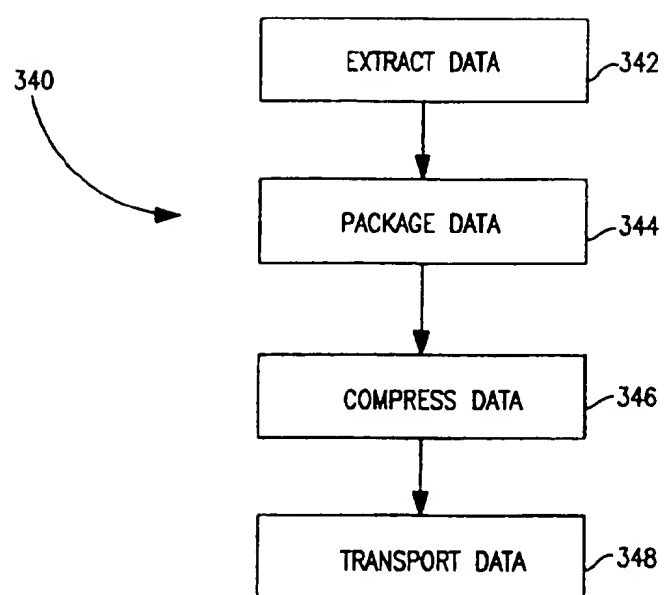 EXTRACT DATA
342
340
PACKAGE DATA
344
COMPRESS DATA
346
TRANSPORT DATA
348